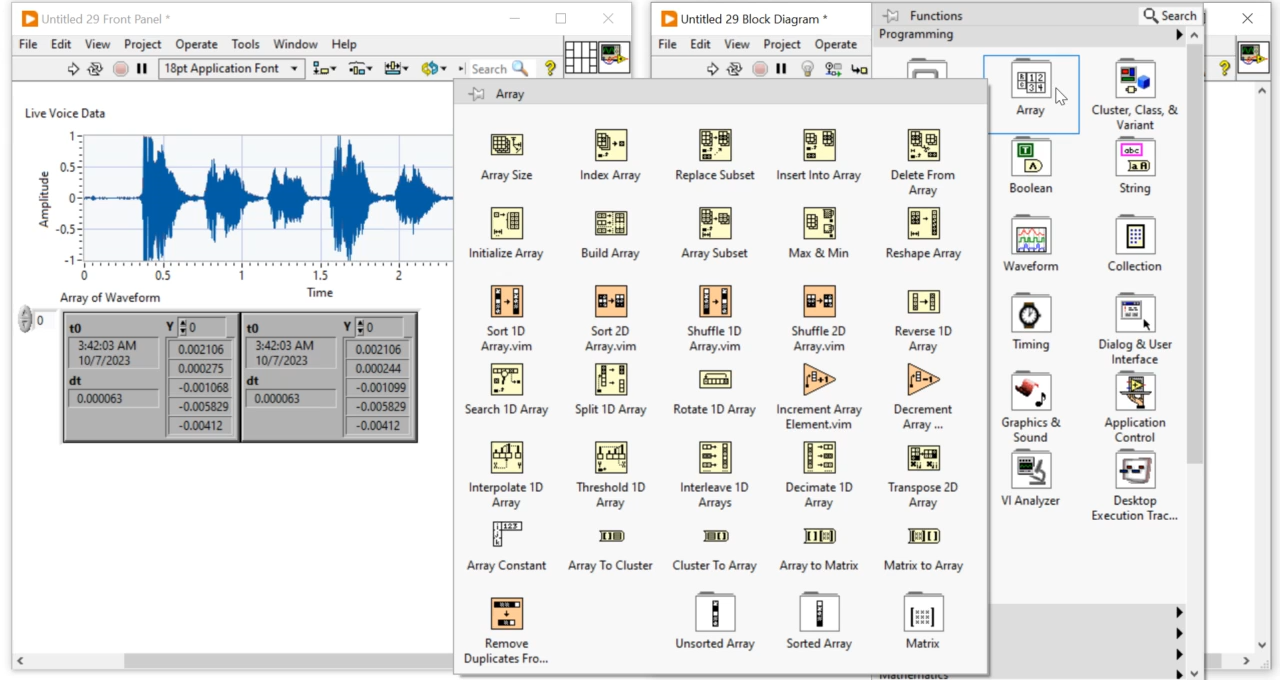 Untitled 29 Front Panel *
File Edit View Project Operate Tools Window Help
18pt Application Font
Search
?
Live Voice Data
Amplitude
1
0.5
0
-0.5
-1
0 0.5 1 1.5 2
Time
Array of Waveform
0
t0
3:42:03 AM
10/7/2023
dt
0.000063
Y 0
0.002106
0.000275
-0.001068
-0.005829
-0.00412
t0
3:42:03 AM
10/7/2023
dt
0.000063
Y 0
0.002106
0.000244
-0.001099
-0.005829
-0.00412
Untitled 29 Block Diagram *
File Edit View Project Operate
?
Functions
Search
Programming
Array
Cluster, Class, &
Variant
Boolean
String
Waveform
Collection
Timing
Dialog & User
Interface
Graphics &
Sound
Application
Control
VI Analyzer
Desktop
Execution Trac...
Mathematics
Array
Array Size
Index Array
Replace Subset
Insert Into Array
Delete From
Array
Initialize Array
Build Array
Array Subset
Max & Min
Reshape Array
Sort 1D
Array.vim
Sort 2D
Array.vim
Shuffle 1D
Array.vim
Shuffle 2D
Array.vim
Reverse 1D
Array
Search 1D Array
Split 1D Array
Rotate 1D Array
Increment Array
Element.vim
Decrement
Array ...
Interpolate 1D
Array
Threshold 1D
Array
Interleave 1D
Arrays
Decimate 1D
Array
Transpose 2D
Array
Array Constant
Array To Cluster
Cluster To Array
Array to Matrix
Matrix to Array
Remove
Duplicates Fro...
Unsorted Array
Sorted Array
Matrix